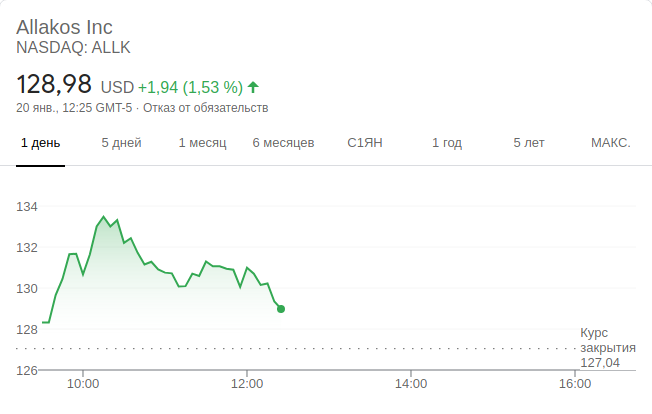 Allakos Inc
NASDAQ: ALLK
128,98 USD +1,94 (1,53 %)
20 янв., 12:25 GMT-5 · Отказ от обязательств
1 день 5 дней 1 месяц 6 месяцев С1ЯН 1 год 5 лет МАКС.
134
132
130
128
126
Курс
закрытия
127,04
10:00 12:00 14:00 16:00